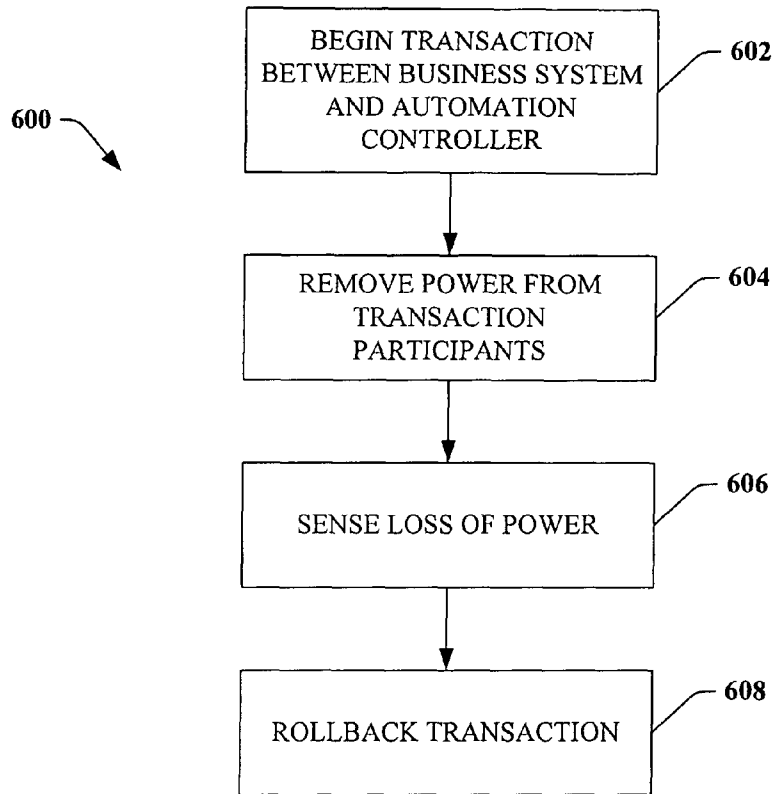 BEGIN TRANSACTION
BETWEEN BUSINESS SYSTEM
AND AUTOMATION
CONTROLLER
602
600
REMOVE POWER FROM
TRANSACTION
PARTICIPANTS
604
SENSE LOSS OF POWER
606
ROLLBACK TRANSACTION
608